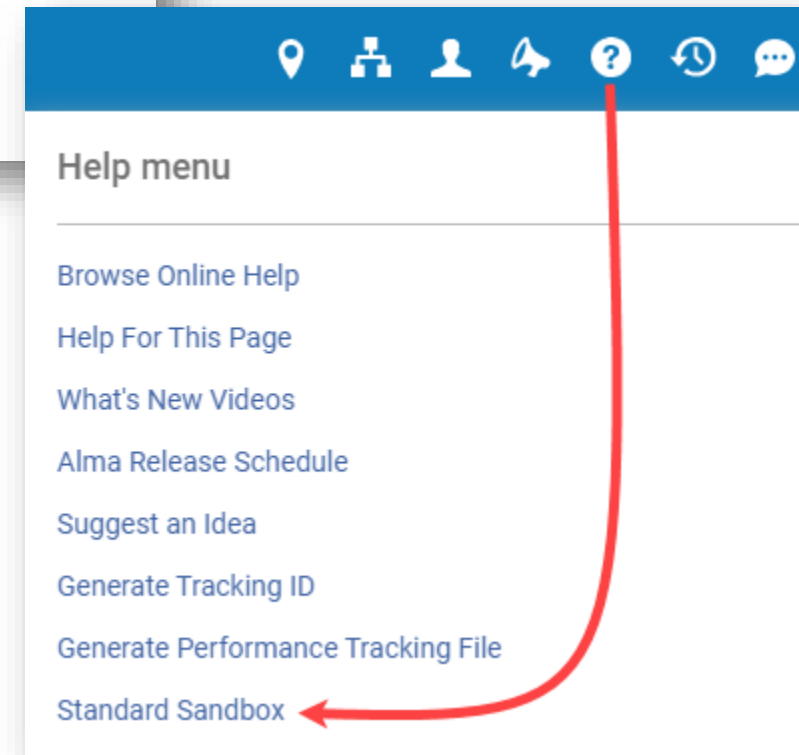 Help menu
Browse Online Help
Help For This Page
What's New Videos
Alma Release Schedule
Suggest an Idea
Generate Tracking ID
Generate Performance Tracking File
Standard Sandbox